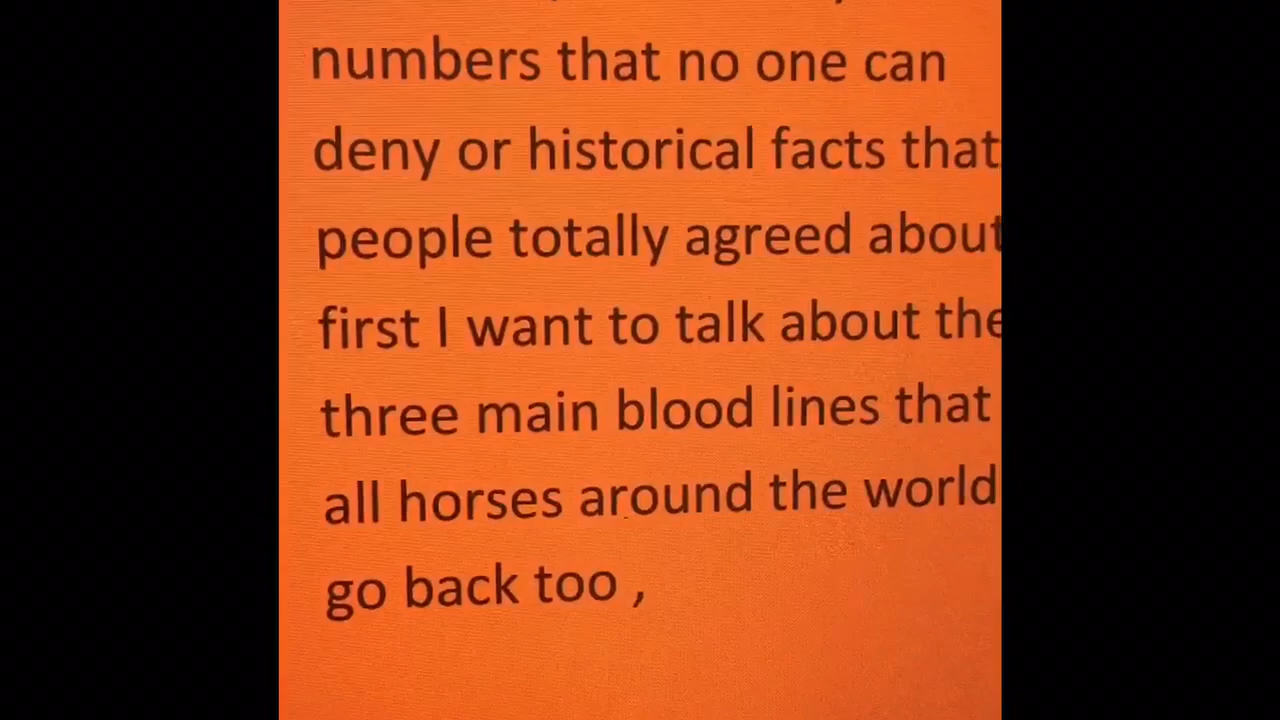 numbers that no one can
deny or historical facts that
people totally agreed about
first I want to talk about the
three main blood lines that
all horses around the world
go back too ,